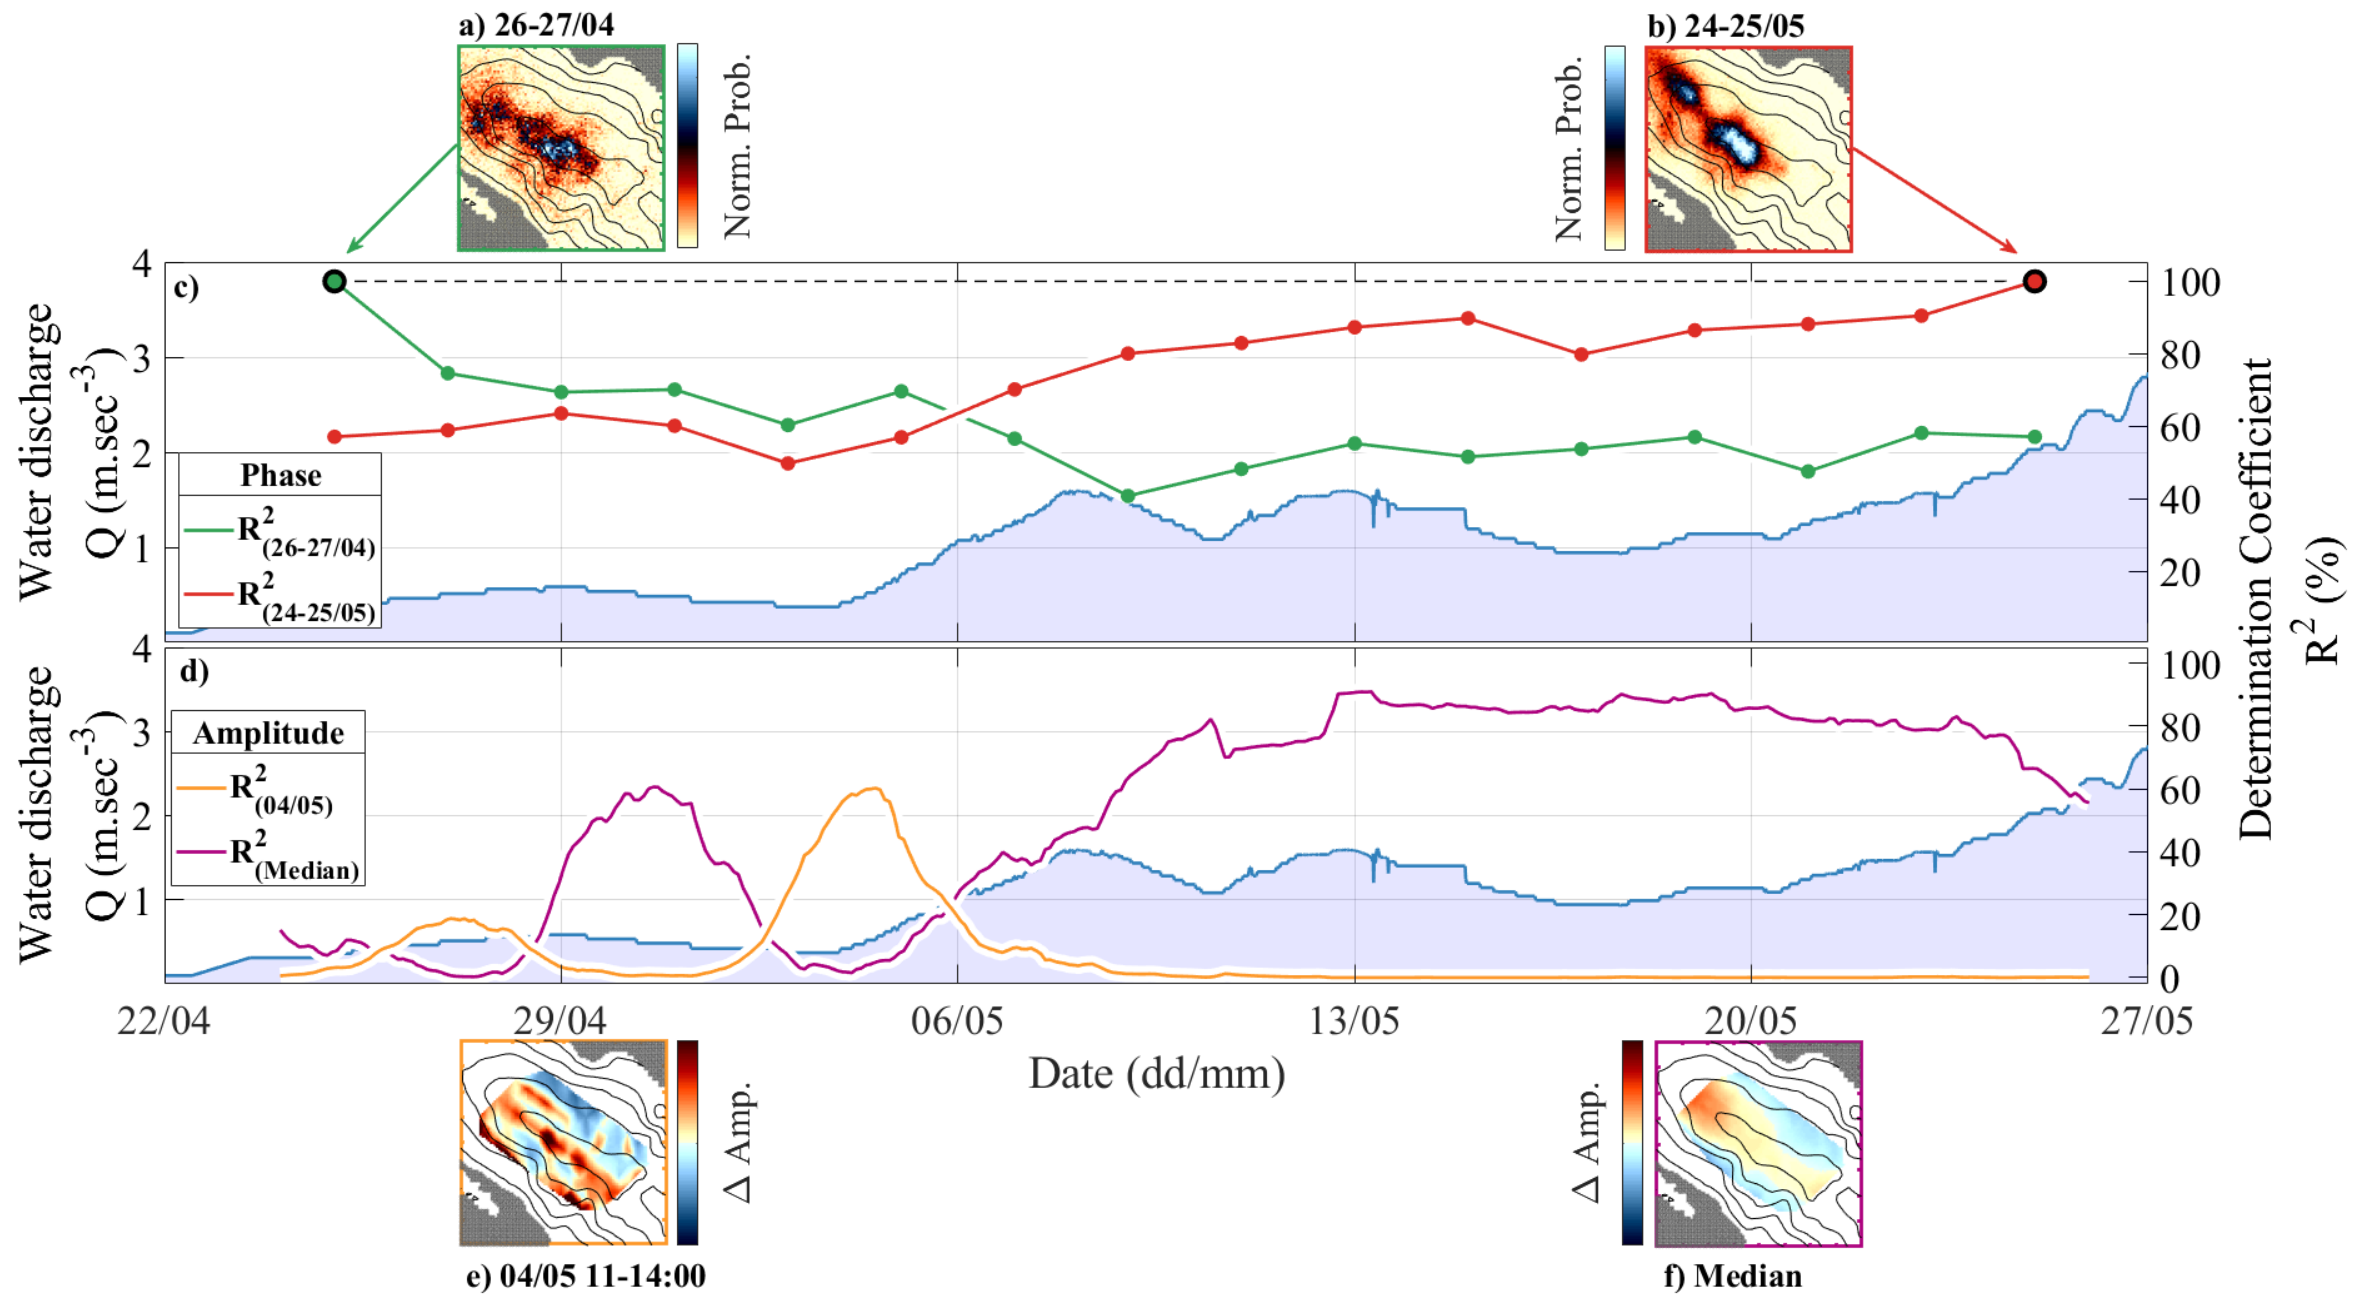 a) 26-27/04
b) 24-25/05
Norm. Prob.
Norm. Prob.
c)
Water discharge
Q (m.sec⁻³)
4
3
2
1
100
80
60
40
20
Phase
R²(26-27/04)
R²(24-25/05)
Determination Coefficient
R² (%)
d)
Water discharge
Q (m.sec⁻³)
4
3
2
1
100
80
60
40
20
0
Amplitude
R²(04/05)
R²(Median)
22/04
29/04
06/05
13/05
20/05
27/05
Date (dd/mm)
Δ Amp.
Δ Amp.
e) 04/05 11-14:00
f) Median